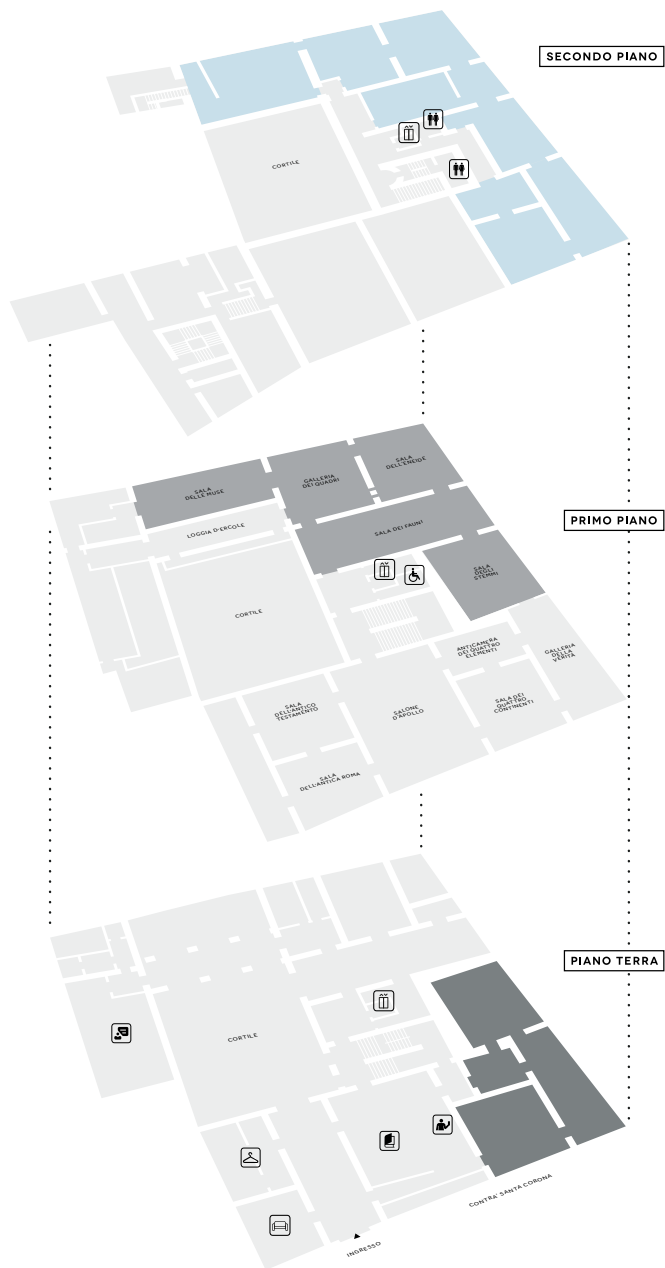 SECONDO PIANO
CORTILE
SALA
DELL'ENEIDE
GALLERIA
DEI QUADRI
SALA
DELLE MUSE
PRIMO PIANO
LOGGIA D'ERCOLE
SALA DEI FAUNI
SALA
DEGLI
STEMMI
CORTILE
ANTICAMERA
DEI QUATTRO
ELEMENTI
GALLERIA
DELLA
VERITÀ
SALA
DELL'ANTICO
TESTAMENTO
SALONE
D'APOLLO
SALA DEI
QUATTRO
CONTINENTI
SALA
DELL'ANTICA ROMA
PIANO TERRA
CORTILE
CONTRA' SANTA CORONA
INGRESSO